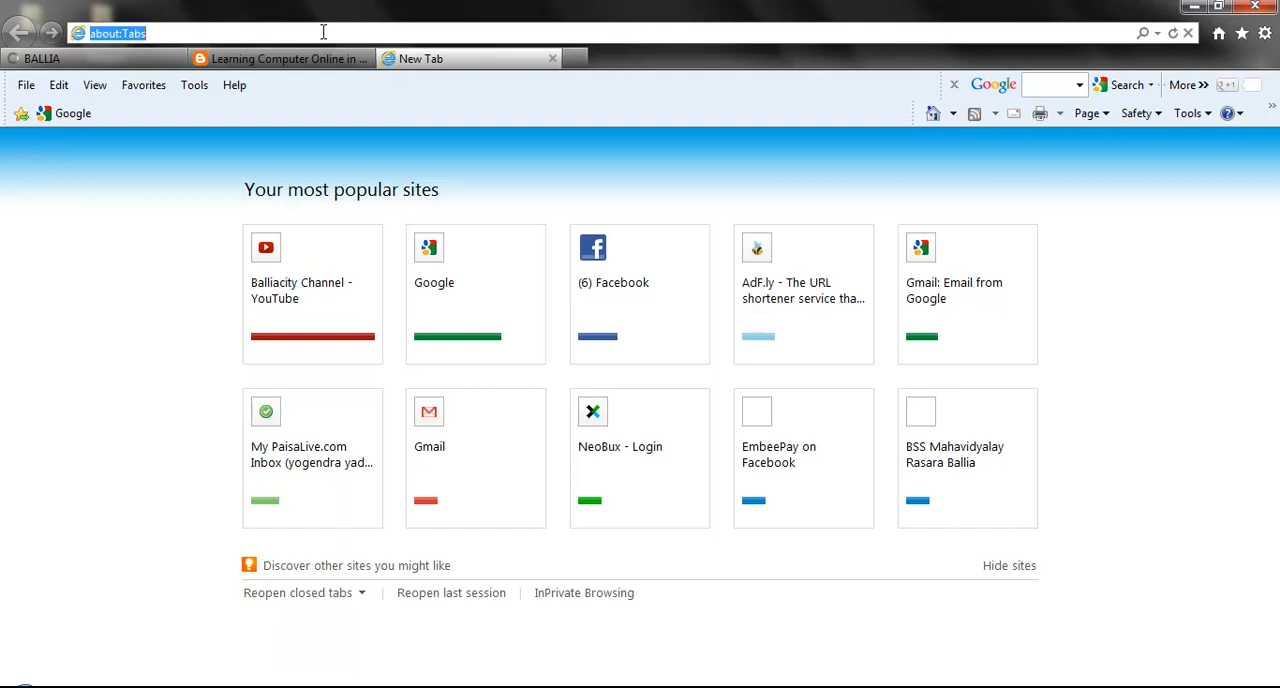 about:Tabs
BALLIA
Learning Computer Online in ...
New Tab
File Edit View Favorites Tools Help
Google Search More »
Google
Page Safety Tools
Your most popular sites
Balliacity Channel -
YouTube
Google
(6) Facebook
AdF.ly - The URL
shortener service tha...
Gmail: Email from
Google
My PaisaLive.com
Inbox (yogendra yad...
Gmail
NeoBux - Login
EmbeePay on
Facebook
BSS Mahavidyalay
Rasara Ballia
Discover other sites you might like
Hide sites
Reopen closed tabs
Reopen last session
InPrivate Browsing